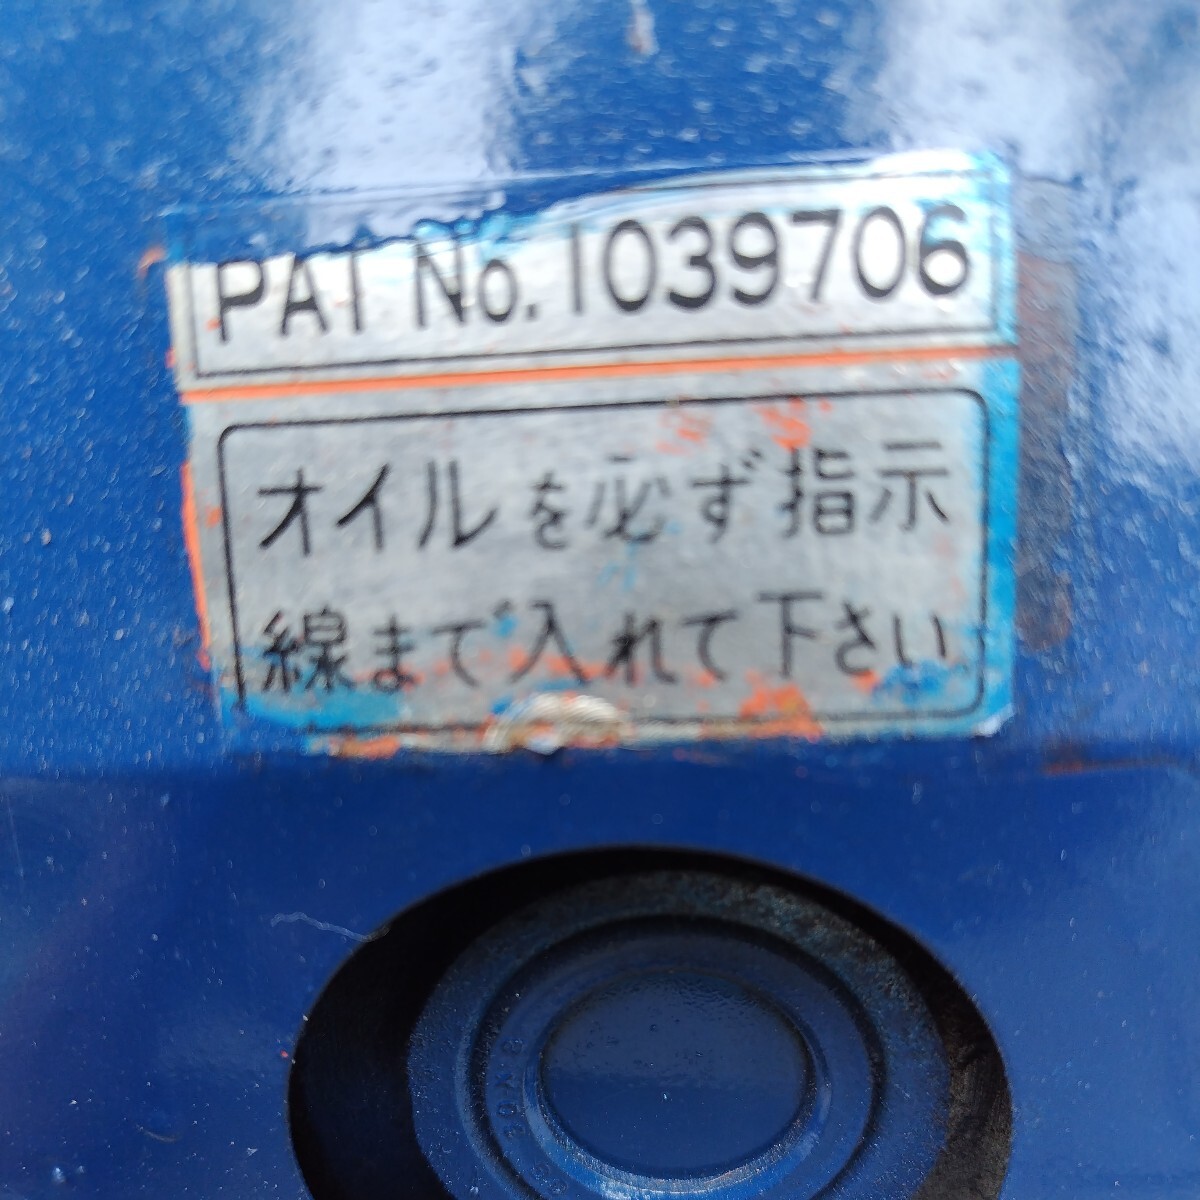 PAT No. 1039706
オイルを必ず指示
線まで入れて下さい